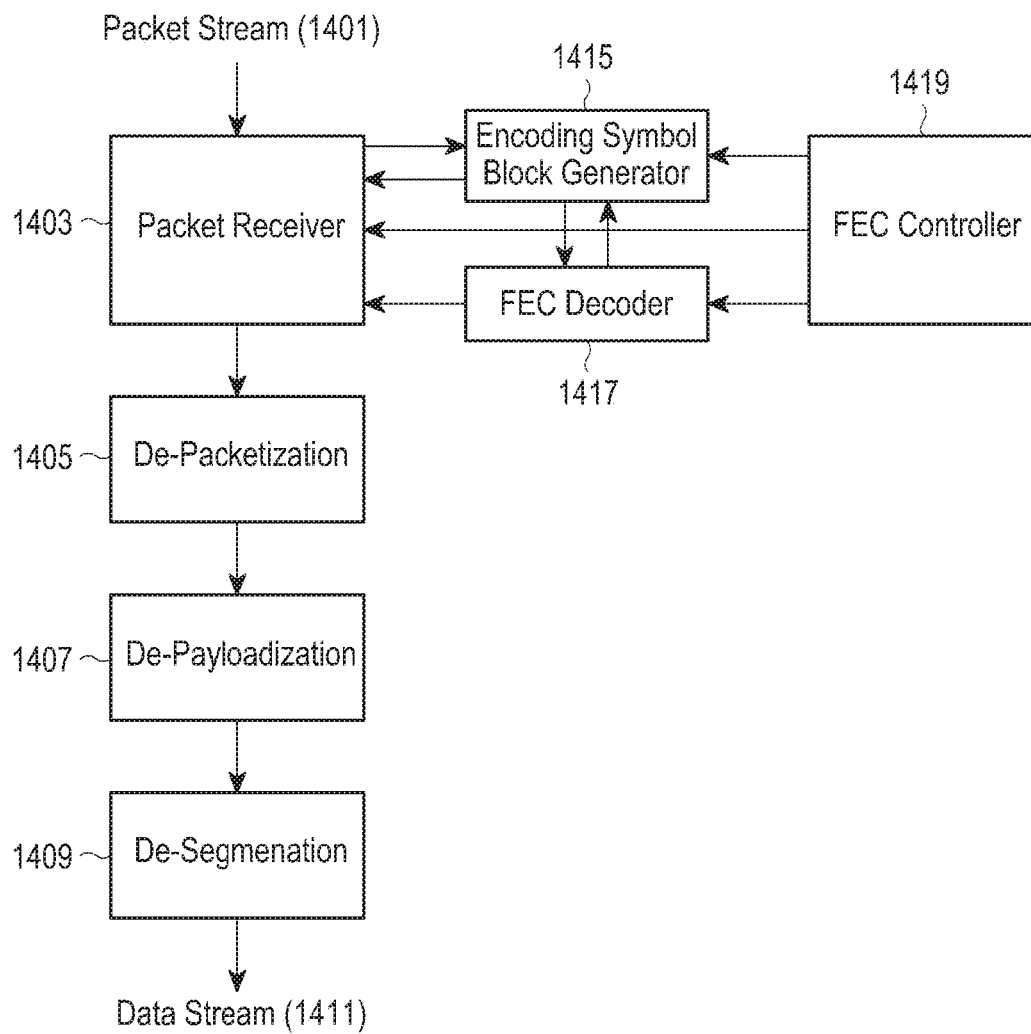 Packet Stream (1401)
1415
1419
Encoding Symbol
Block Generator
1403
Packet Receiver
FEC Controller
FEC Decoder
1417
1405
De-Packetization
1407
De-Payloadization
1409
De-Segmenation
Data Stream (1411)